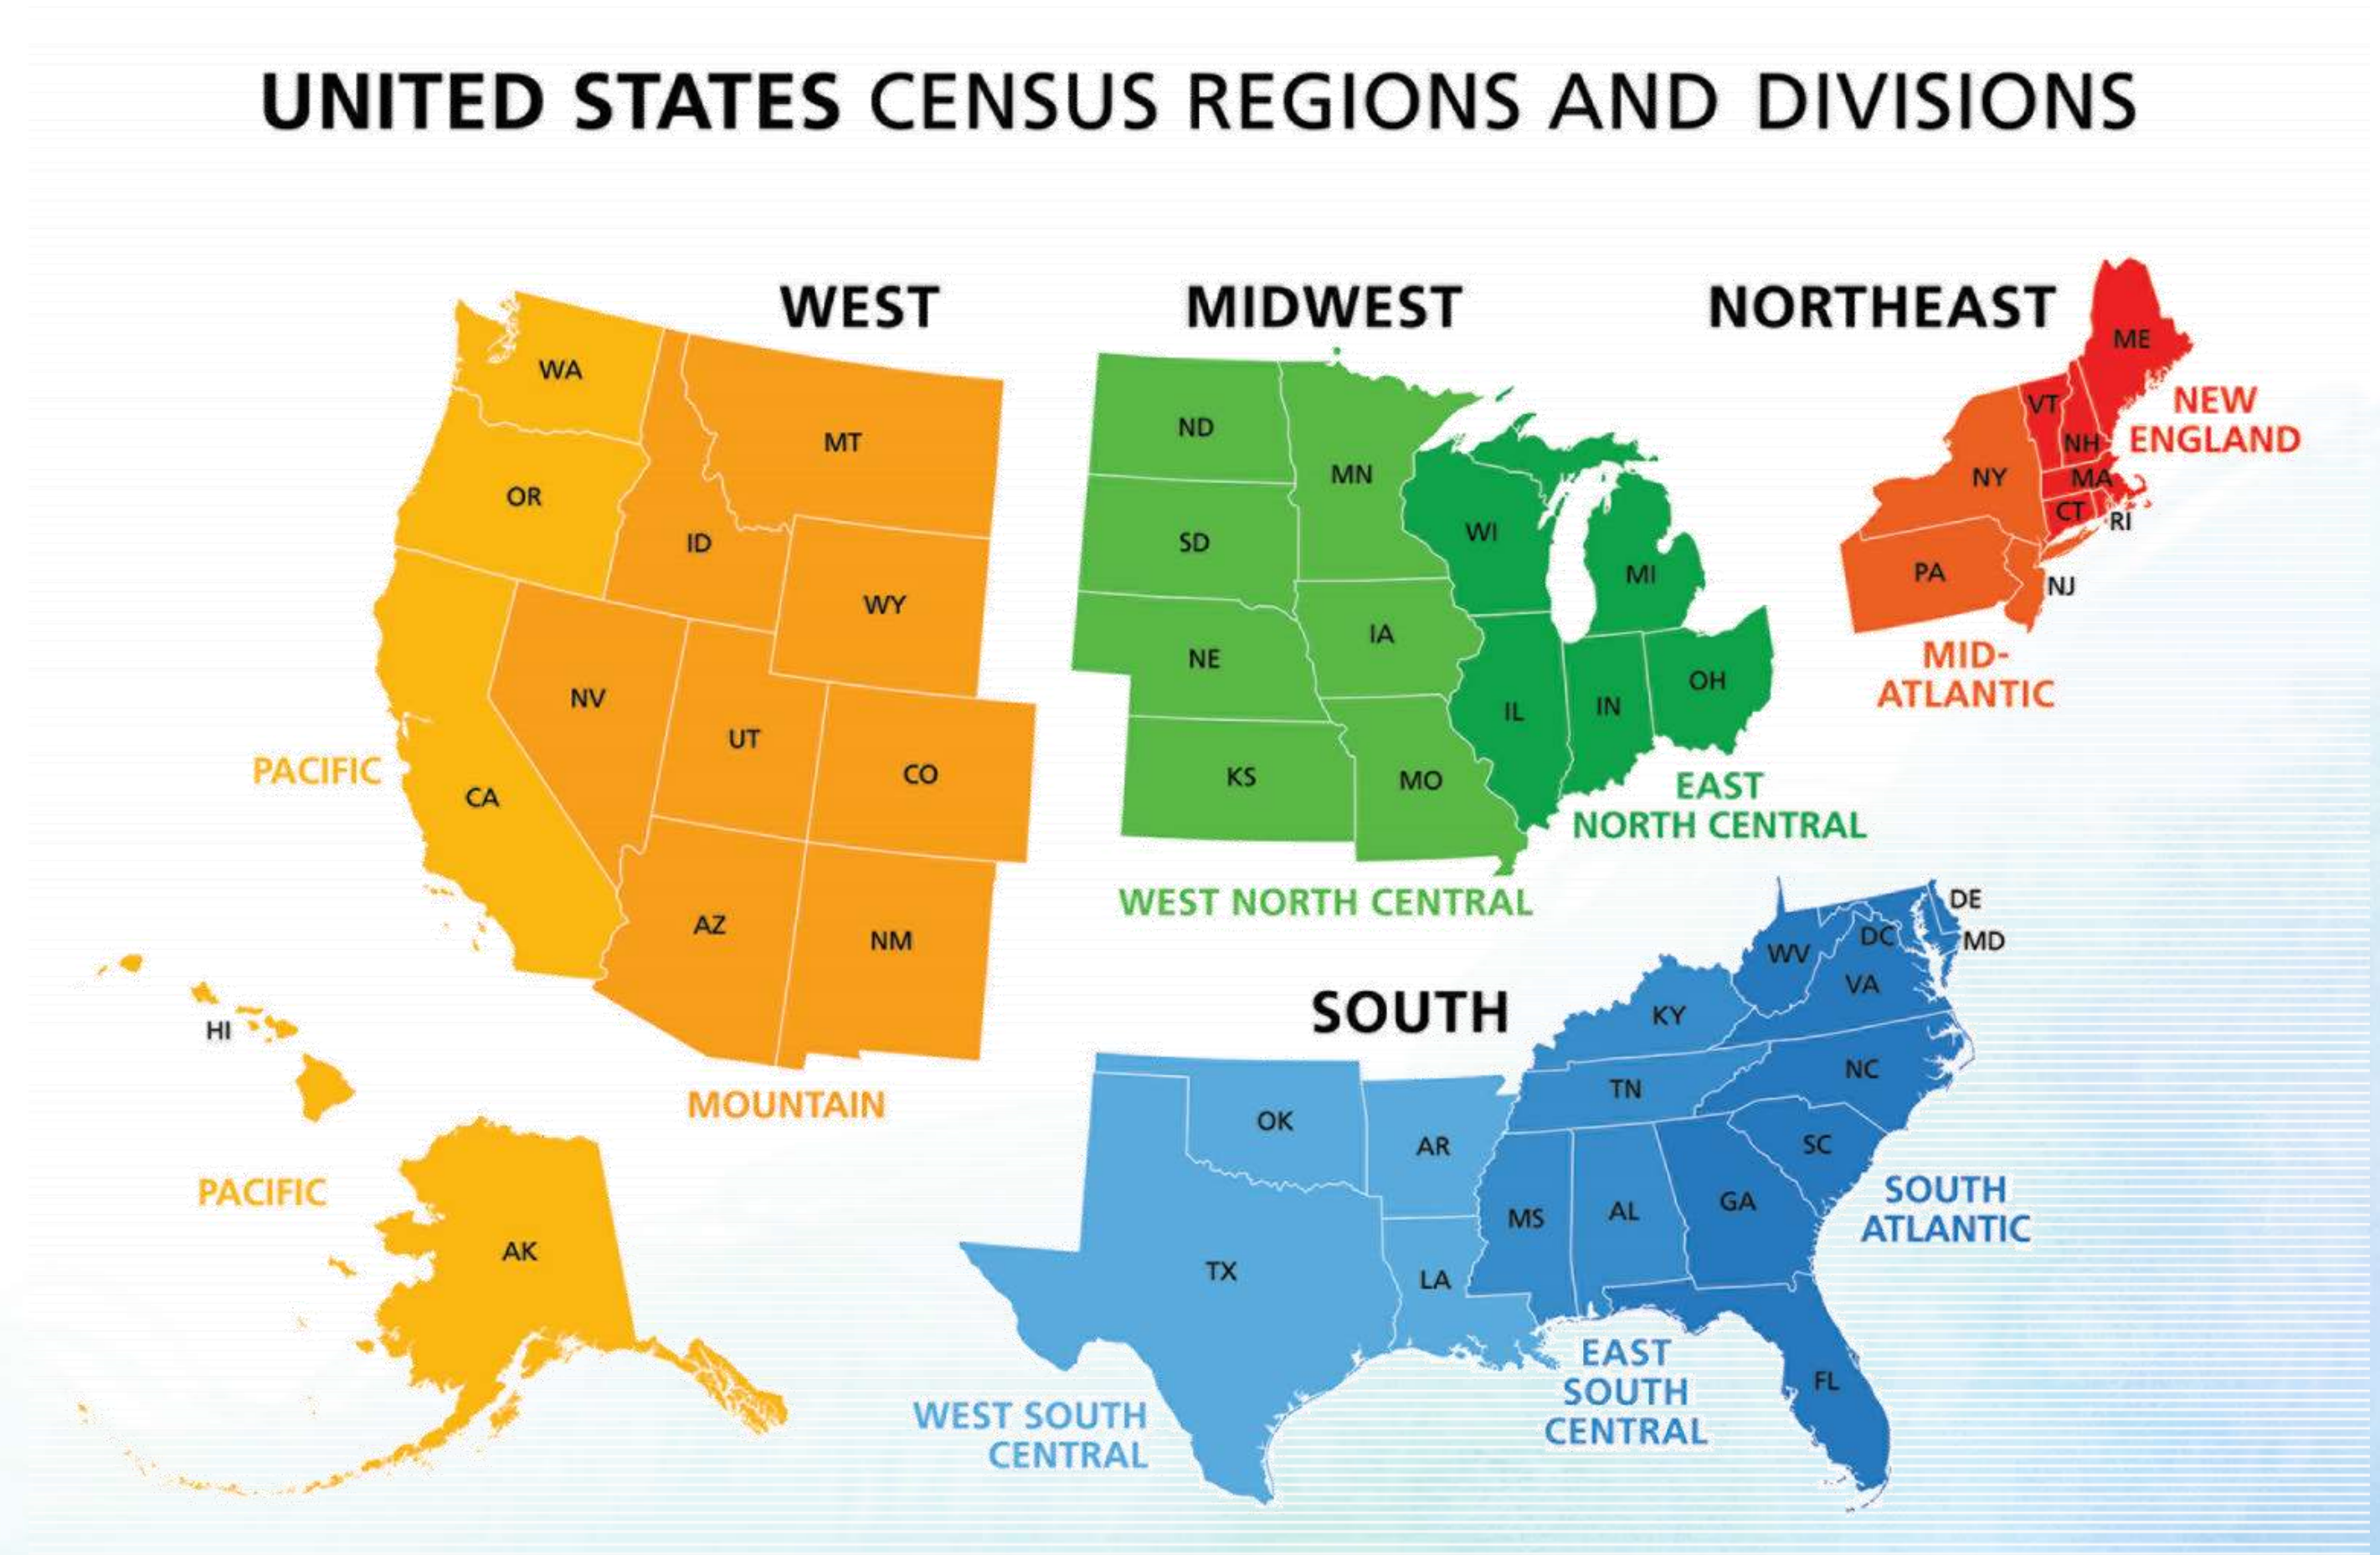 UNITED STATES CENSUS REGIONS AND DIVISIONS
WEST
WA
MT
OR
ID
WY
NV
UT
CO
CA
AZ
NM
PACIFIC
MOUNTAIN
HI
PACIFIC
AK
MIDWEST
ND
MN
SD
WI
MI
NE
IA
IL
IN
OH
KS
MO
EAST
NORTH CENTRAL
WEST NORTH CENTRAL
NORTHEAST
ME
VT
NH
NEW
ENGLAND
NY
MA
CT
RI
PA
NJ
MID-
ATLANTIC
SOUTH
DE
MD
DC
WV
VA
KY
NC
TN
OK
AR
SC
MS
AL
GA
TX
LA
FL
SOUTH
ATLANTIC
EAST
SOUTH
CENTRAL
WEST SOUTH
CENTRAL